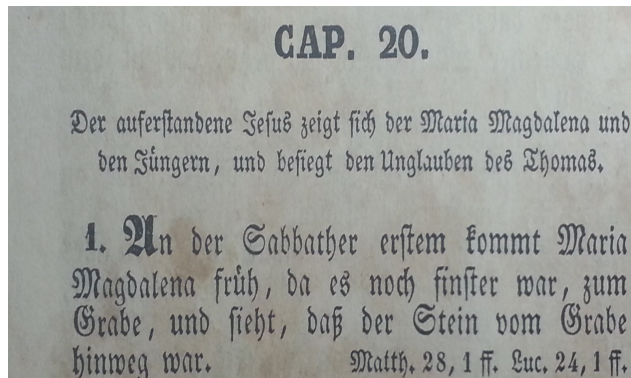 CAP. 20.
Der auferstandene Jesus zeigt sich der Maria Magdalena und
den Jüngern, und besiegt den Unglauben des Thomas.
1. An der Sabbather erstem kommt Maria
Magdalena früh, da es noch finster war, zum
Grabe, und sieht, daß der Stein vom Grabe
hinweg war. Matth. 28, 1 ff. Luc. 24, 1 ff.